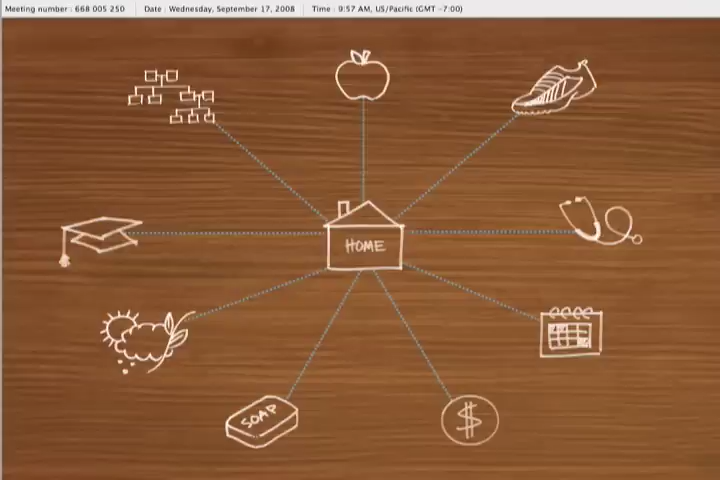 Meeting number : 668 005 250 Date : Wednesday, September 17, 2008 Time : 9:57 AM, US/Pacific (GMT -7:00)
HOME
SOAP
$